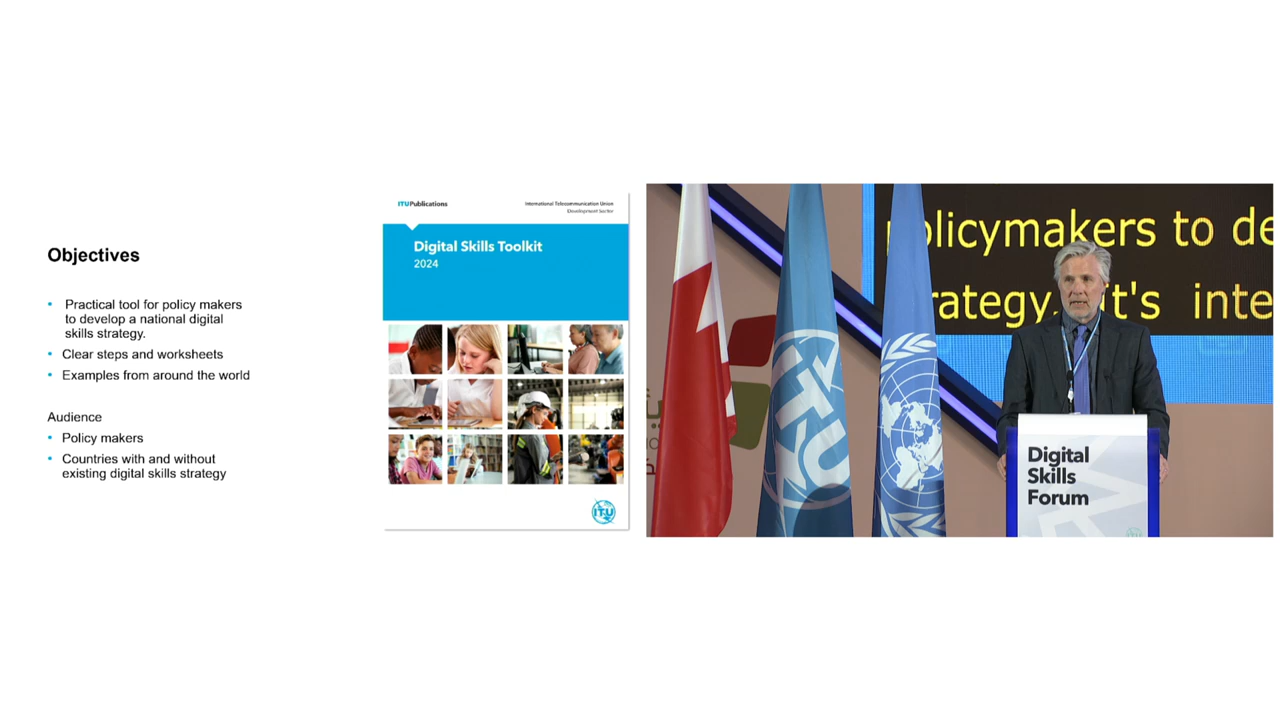 Objectives
• Practical tool for policy makers
to develop a national digital
skills strategy.
• Clear steps and worksheets
• Examples from around the world
Audience
• Policy makers
• Countries with and without
existing digital skills strategy
ITUPublications
International Telecommunication Union
Development Sector
Digital Skills Toolkit
2024
ITU
policymakers to de
rategy. it's inte
ITU
Digital
Skills
Forum